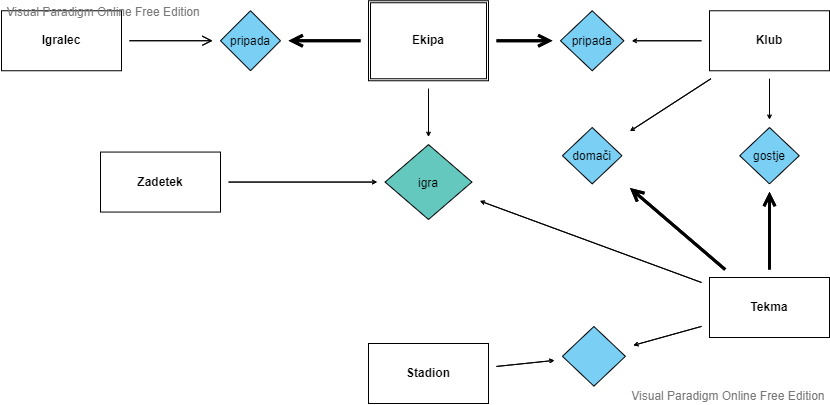 Visual Paradigm Online Free Edition
Igralec
pripada
Ekipa
pripada
Klub
domači
gostje
Zadetek
igra
Tekma
Stadion
Visual Paradigm Online Free Edition